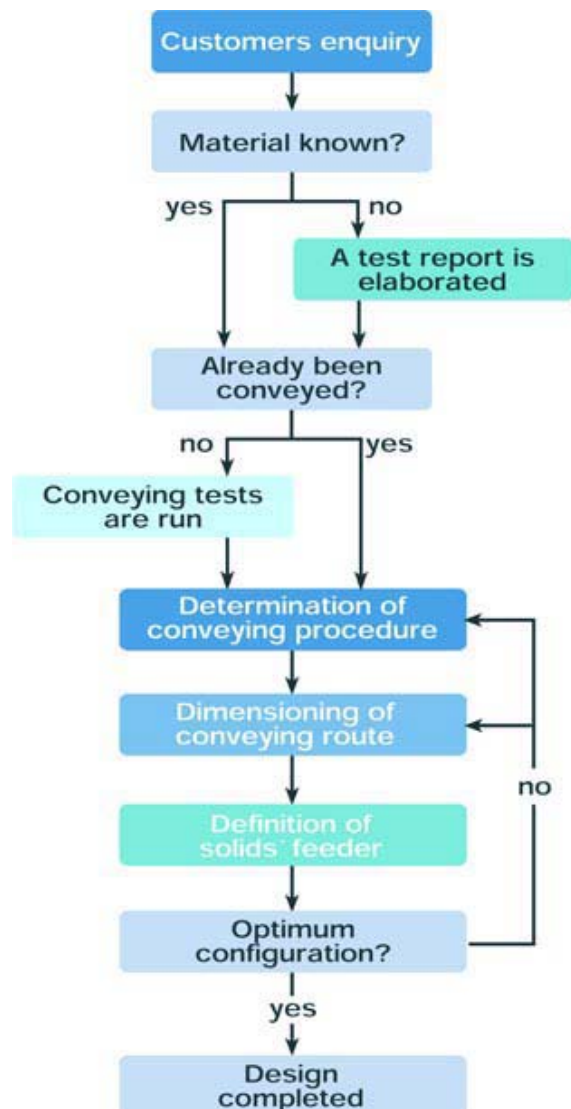 Customers enquiry
Material known?
yes
no
A test report is
elaborated
Already been
conveyed?
no
yes
Conveying tests
are run
Determination of
conveying procedure
Dimensioning of
conveying route
no
Definition of
solids' feeder
Optimum
configuration?
yes
Design
completed